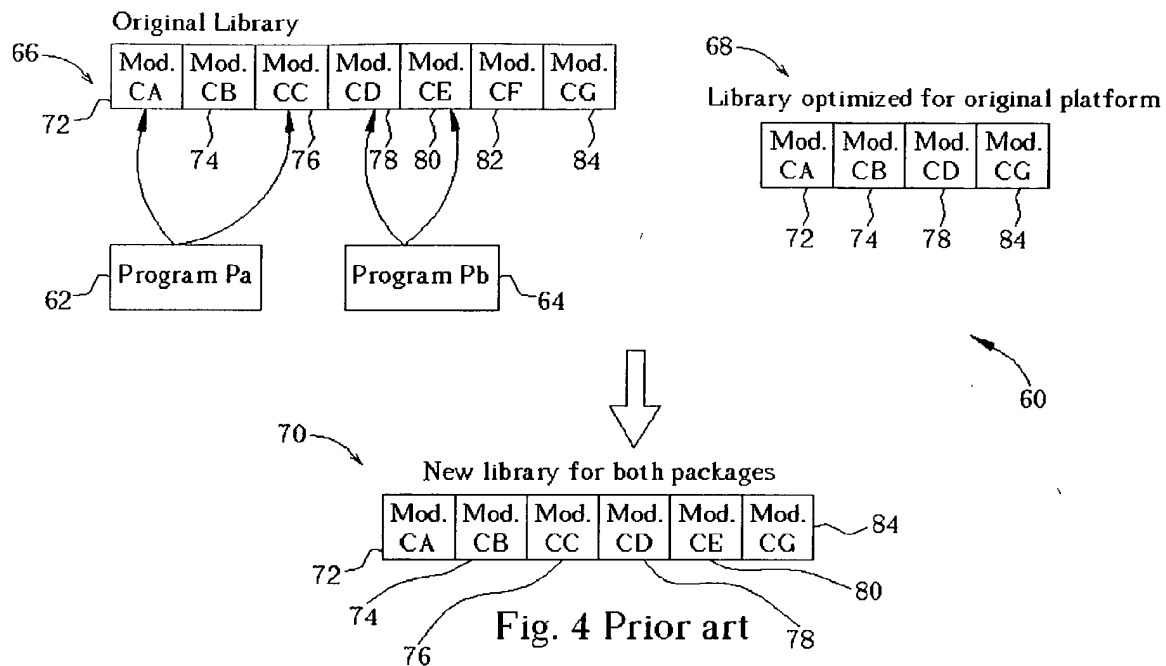 Original Library
66
Mod. CA
Mod. CB
Mod. CC
Mod. CD
Mod. CE
Mod. CF
Mod. CG
72
74
76
78
80
82
84
68
Library optimized for original platform
Mod. CA
Mod. CB
Mod. CD
Mod. CG
72
74
78
84
Program Pa
62
Program Pb
64
60
70
New library for both packages
Mod. CA
Mod. CB
Mod. CC
Mod. CD
Mod. CE
Mod. CG
84
72
74
76
78
80
Fig. 4 Prior art